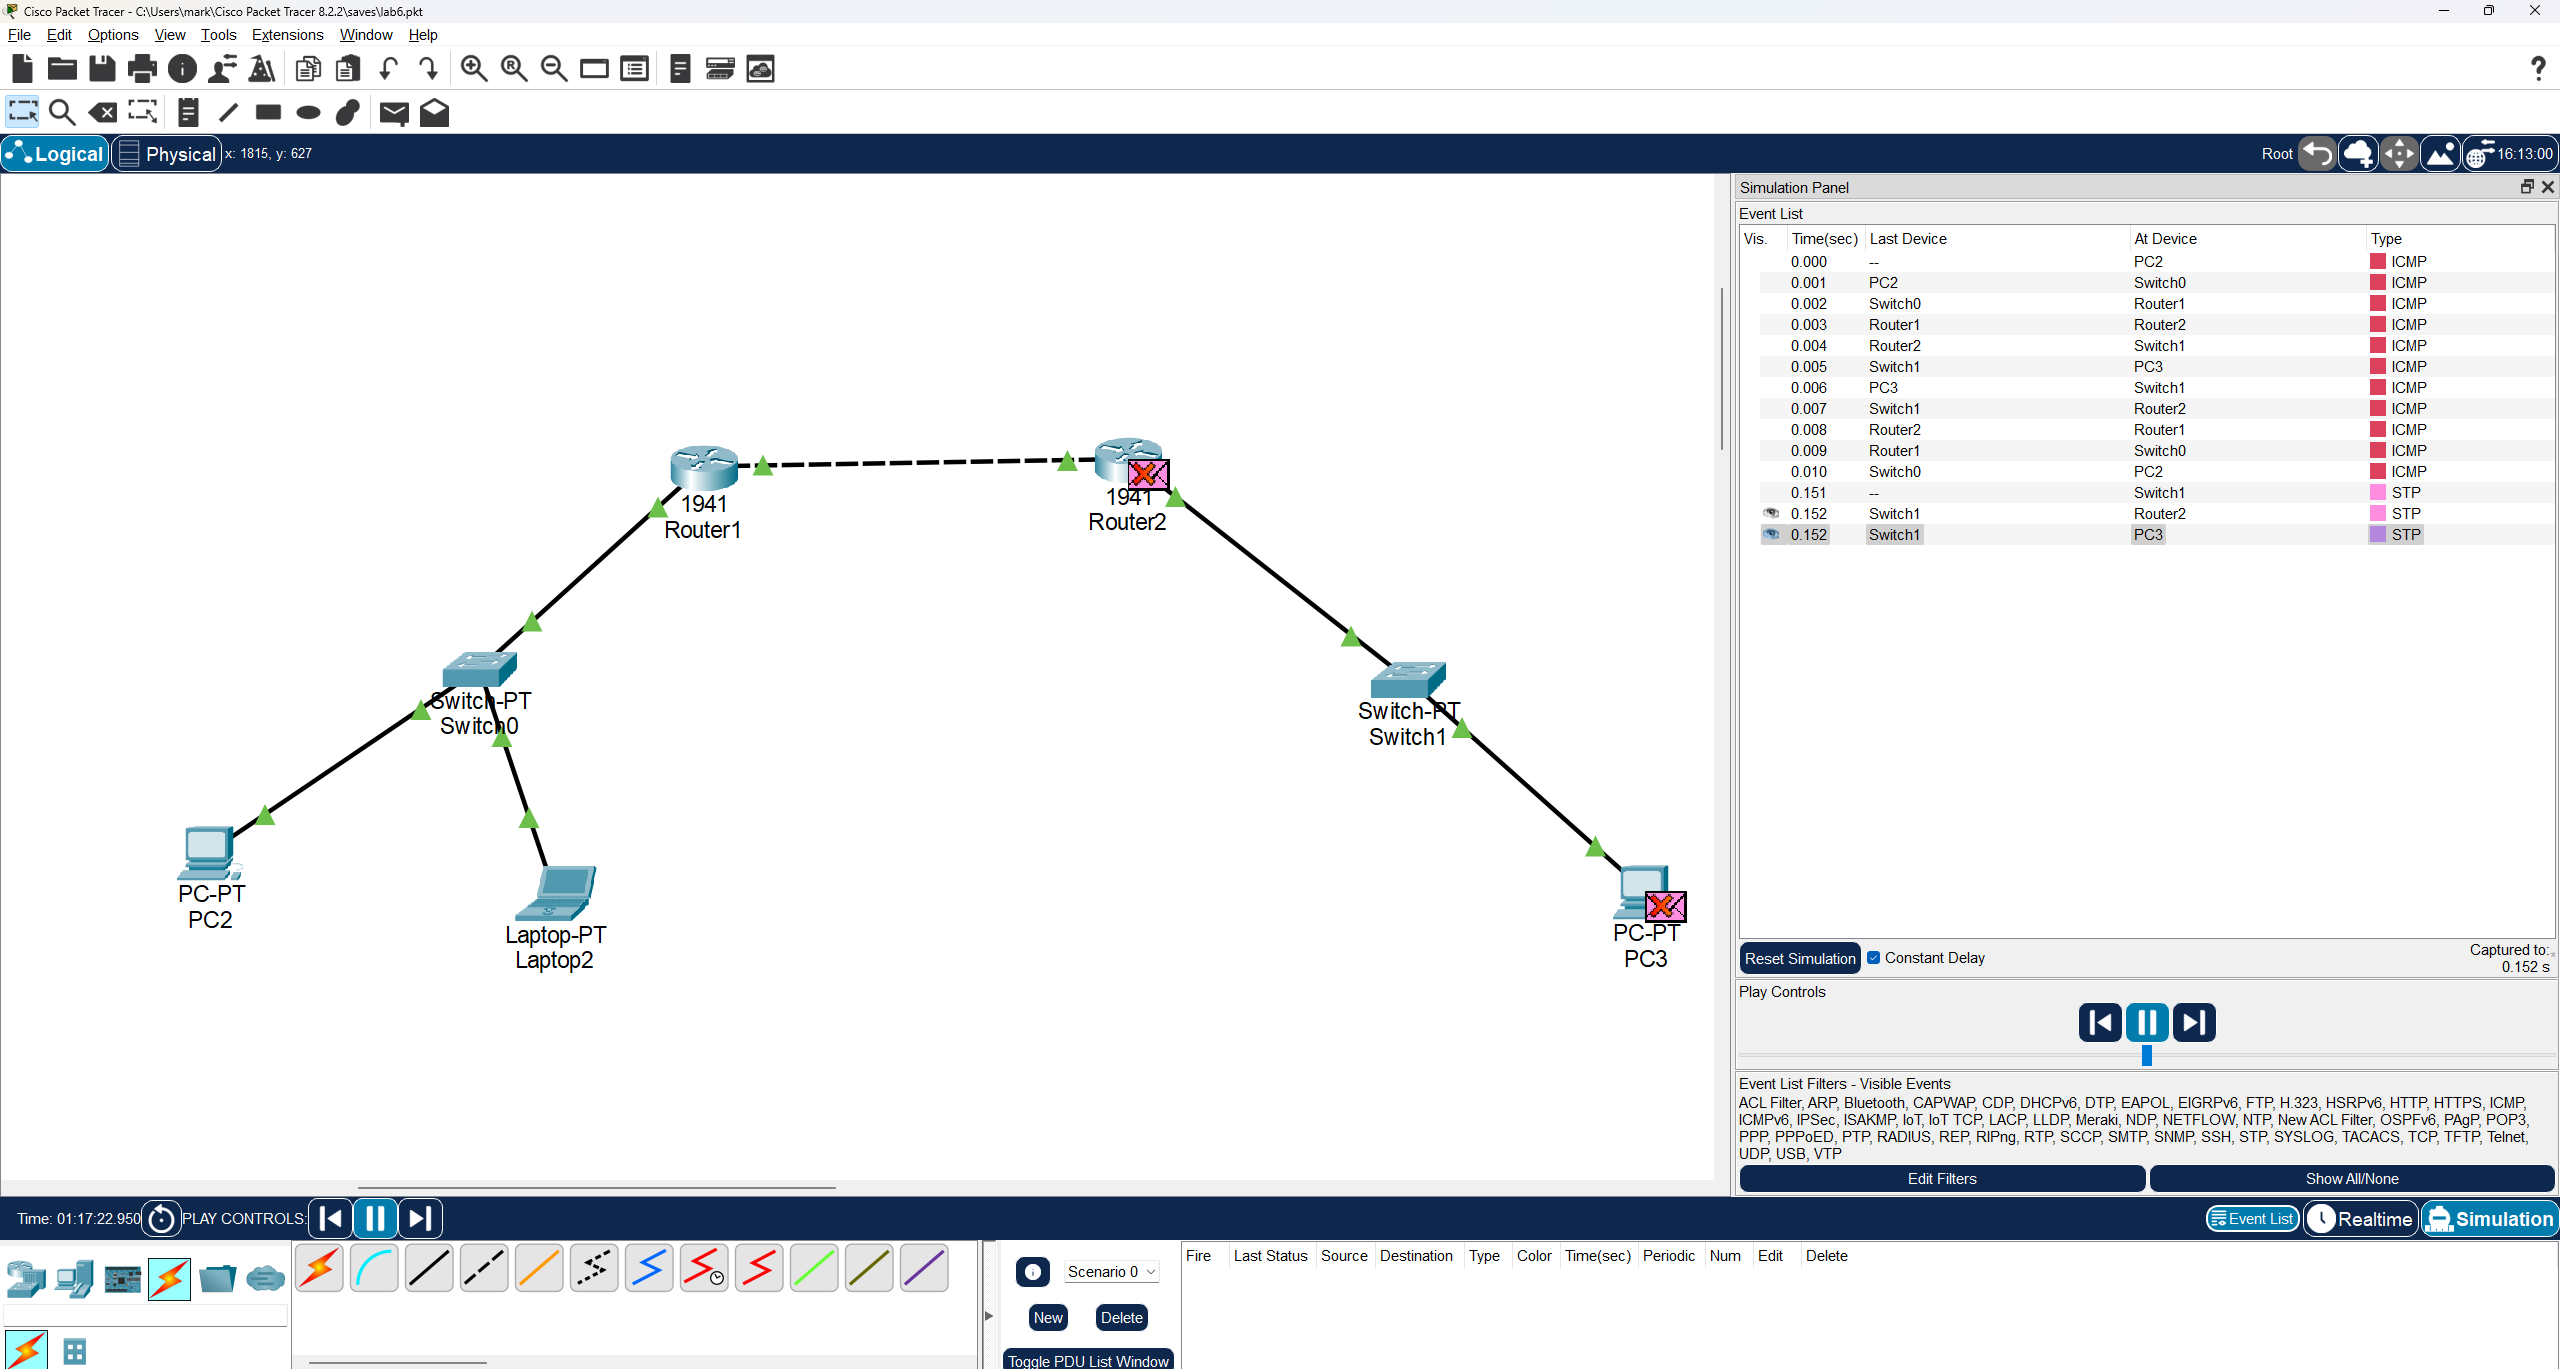 Cisco Packet Tracer - C:\Users\mark\Cisco Packet Tracer 8.2.2\saves\lab6.pkt
File Edit Options View Tools Extensions Window Help
Logical Physical x: 1815, y: 627 Root 16:13:00
Simulation Panel
Event List
Vis. Time(sec) Last Device At Device Type
0.000 -- PC2 ICMP
0.001 PC2 Switch0 ICMP
0.002 Switch0 Router1 ICMP
0.003 Router1 Router2 ICMP
0.004 Router2 Switch1 ICMP
0.005 Switch1 PC3 ICMP
0.006 PC3 Switch1 ICMP
0.007 Switch1 Router2 ICMP
0.008 Router2 Router1 ICMP
0.009 Router1 Switch0 ICMP
0.010 Switch0 PC2 ICMP
0.151 -- Switch1 STP
0.152 Switch1 Router2 STP
0.152 Switch1 PC3 STP
1941
Router1
1941
Router2
Switch-PT
Switch0
Switch-PT
Switch1
PC-PT
PC2
Laptop-PT
Laptop2
PC-PT
PC3
Reset Simulation Constant Delay
Captured to:
0.152 s
Play Controls
Event List Filters - Visible Events
ACL Filter, ARP, Bluetooth, CAPWAP, CDP, DHCPv6, DTP, EAPOL, EIGRPv6, FTP, H.323, HSRPv6, HTTP, HTTPS, ICMP,
ICMPv6, IPSec, ISAKMP, IoT, IoT TCP, LACP, LLDP, Meraki, NDP, NETFLOW, NTP, New ACL Filter, OSPFv6, PAgP, POP3,
PPP, PPPoED, PTP, RADIUS, REP, RIPng, RTP, SCCP, SMTP, SNMP, SSH, STP, SYSLOG, TACACS, TCP, TFTP, Telnet,
UDP, USB, VTP
Edit Filters Show All/None
Time: 01:17:22.950 PLAY CONTROLS: Event List Realtime Simulation
Scenario 0
New Delete
Toggle PDU List Window
Fire Last Status Source Destination Type Color Time(sec) Periodic Num Edit Delete